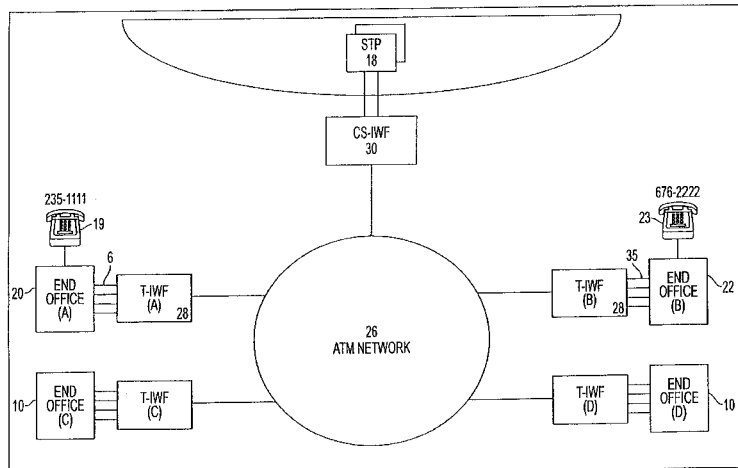 STP
18
CS-IWF
30
235-1111
19
676-2222
23
20
END
OFFICE
(A)
6
T-IWF
(A)
28
26
ATM NETWORK
T-IWF
(B)
28
35
END
OFFICE
(B)
22
10
END
OFFICE
(C)
T-IWF
(C)
T-IWF
(D)
END
OFFICE
(D)
10